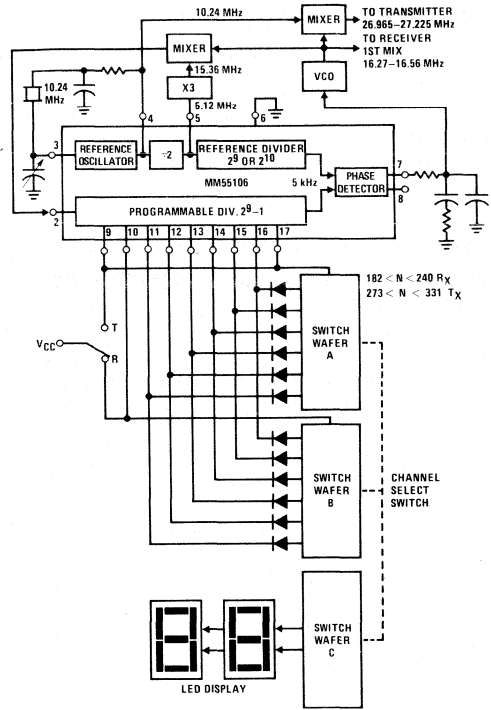 10.24 MHz
MIXER
TO TRANSMITTER
26.965–27.225 MHz
TO RECEIVER
1ST MIX
16.27–16.56 MHz
MIXER
15.36 MHz
VCO
10.24
MHz
X3
5.12 MHz
4
5
6
3
REFERENCE
OSCILLATOR
÷2
REFERENCE DIVIDER
2⁹ OR 2¹⁰
MM55106
5 kHz
PHASE
DETECTOR
7
8
2
PROGRAMMABLE DIV. 2⁹–1
9 10 11 12 13 14 15 16 17
182 < N < 240 RX
273 < N < 331 TX
T
VCC
R
SWITCH
WAFER
A
SWITCH
WAFER
B
CHANNEL
SELECT
SWITCH
SWITCH
WAFER
C
88
LED DISPLAY